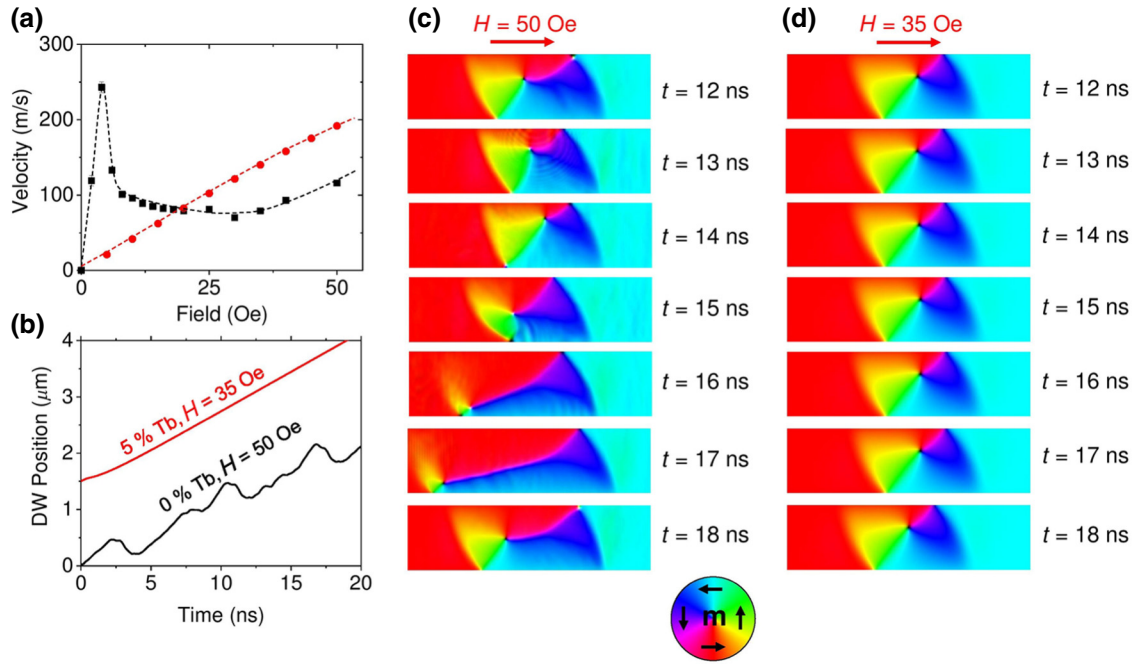 (a)
300
200
100
0
Velocity (m/s)
0 25 50
Field (Oe)
(b)
4
3
2
1
0
DW Position (μm)
5 % Tb, H = 35 Oe
0 % Tb, H = 50 Oe
0 5 10 15 20
Time (ns)
(c)
H = 50 Oe
t = 12 ns
t = 13 ns
t = 14 ns
t = 15 ns
t = 16 ns
t = 17 ns
t = 18 ns
(d)
H = 35 Oe
t = 12 ns
t = 13 ns
t = 14 ns
t = 15 ns
t = 16 ns
t = 17 ns
t = 18 ns
m